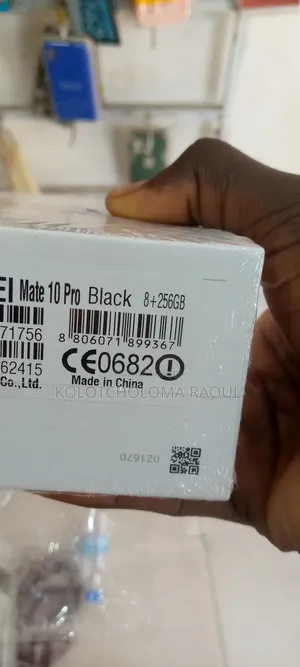 EI Mate 10 Pro Black 8+256GB
71756
8 806071 899367
62415
CE0682
Co.,Ltd.
Made in China
KOLOTCHOLOMA RAOUL
021670